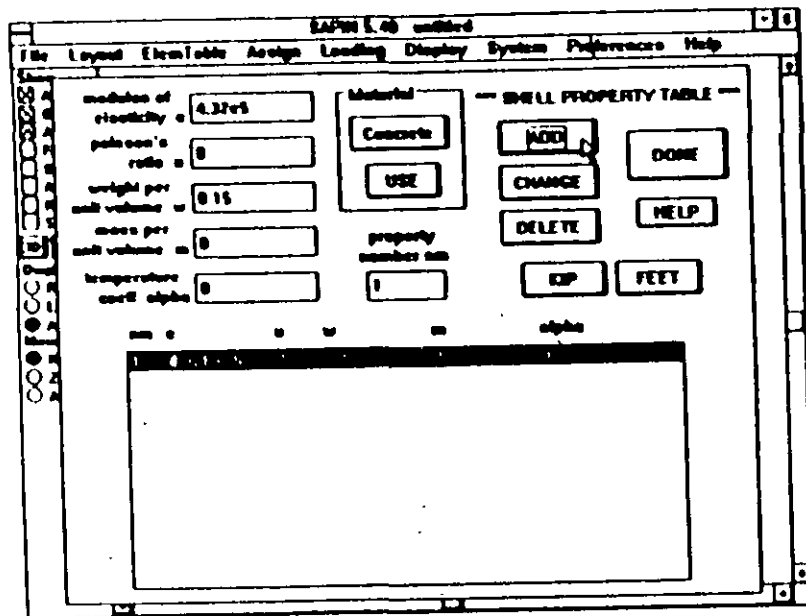 SAPIN 5.40 untitled
File Layout ElemTable Assign Loading Display System Preferences Help
modulus of
elasticity e 4.32e5
poisson's
ratio u 0
weight per
unit volume w 0.15
mass per
unit volume m 0
temperature
coeff alpha 0
Material
Concrete
USE
property
number nm
1
SHELL PROPERTY TABLE
ADD
CHANGE
DELETE
DONE
HELP
KIP FEET
nm e u w m alpha